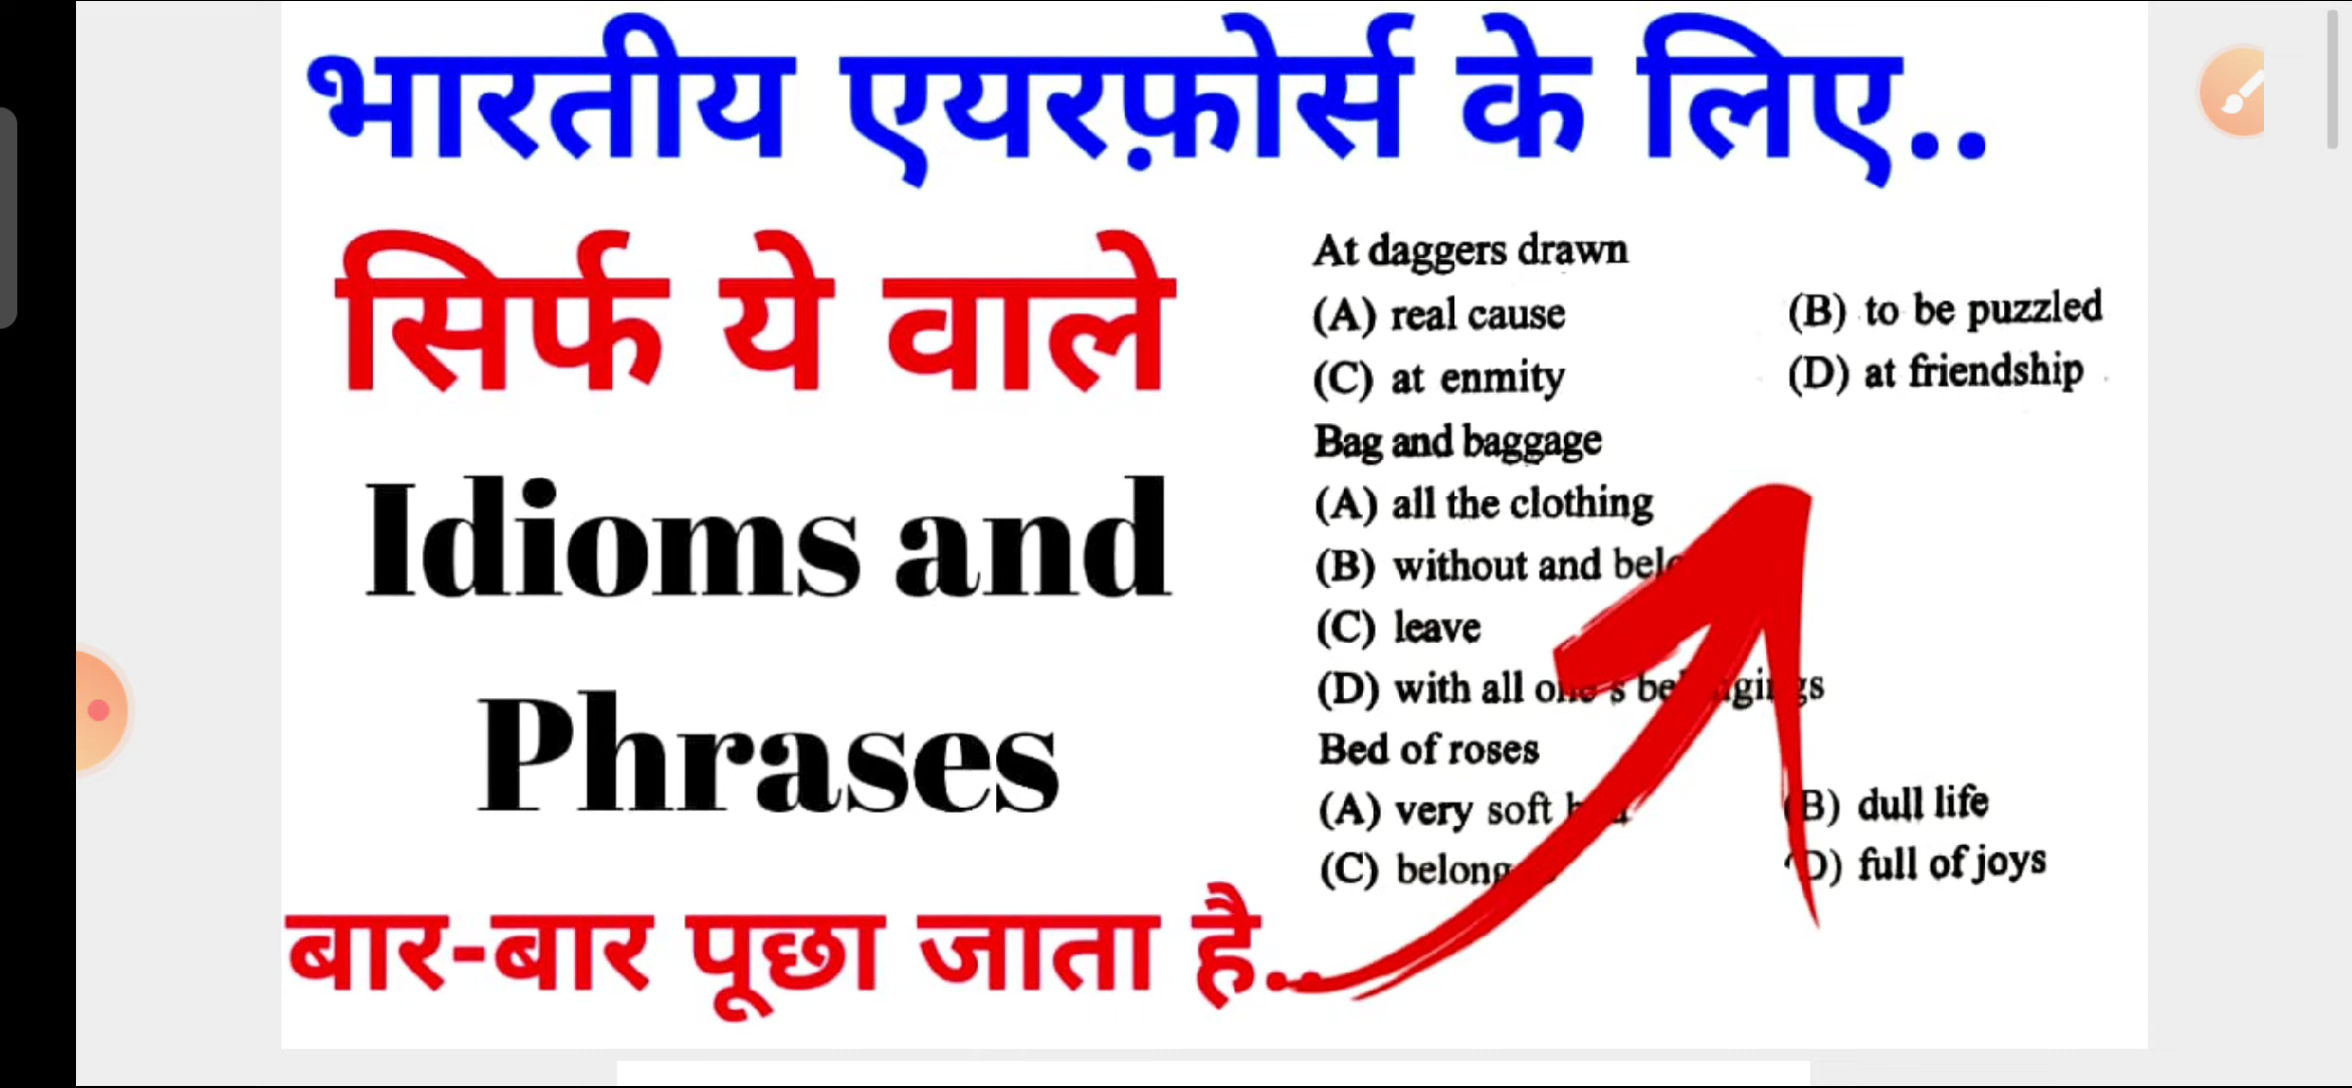 भारतीय एयरफ़ोर्स के लिए..
सिर्फ ये वाले
Idioms and
Phrases
बार-बार पूछा जाता है..
At daggers drawn
(A) real cause (B) to be puzzled
(C) at enmity (D) at friendship
Bag and baggage
(A) all the clothing
(B) without and
(C) leave
(D) with all
Bed of roses
(A) very soft (B) dull life
(C) (D) full of joys